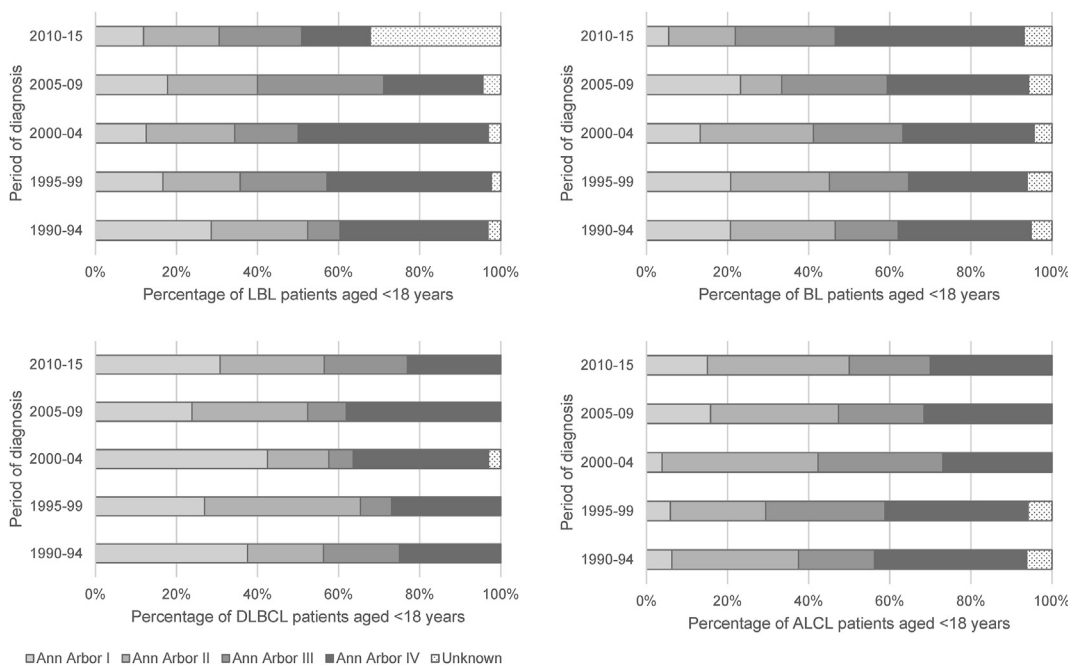 Period of diagnosis
2010-15
2005-09
2000-04
1995-99
1990-94
0% 20% 40% 60% 80% 100%
Percentage of LBL patients aged <18 years
Period of diagnosis
2010-15
2005-09
2000-04
1995-99
1990-94
0% 20% 40% 60% 80% 100%
Percentage of BL patients aged <18 years
Period of diagnosis
2010-15
2005-09
2000-04
1995-99
1990-94
0% 20% 40% 60% 80% 100%
Percentage of DLBCL patients aged <18 years
Period of diagnosis
2010-15
2005-09
2000-04
1995-99
1990-94
0% 20% 40% 60% 80% 100%
Percentage of ALCL patients aged <18 years
Ann Arbor I Ann Arbor II Ann Arbor III Ann Arbor IV Unknown